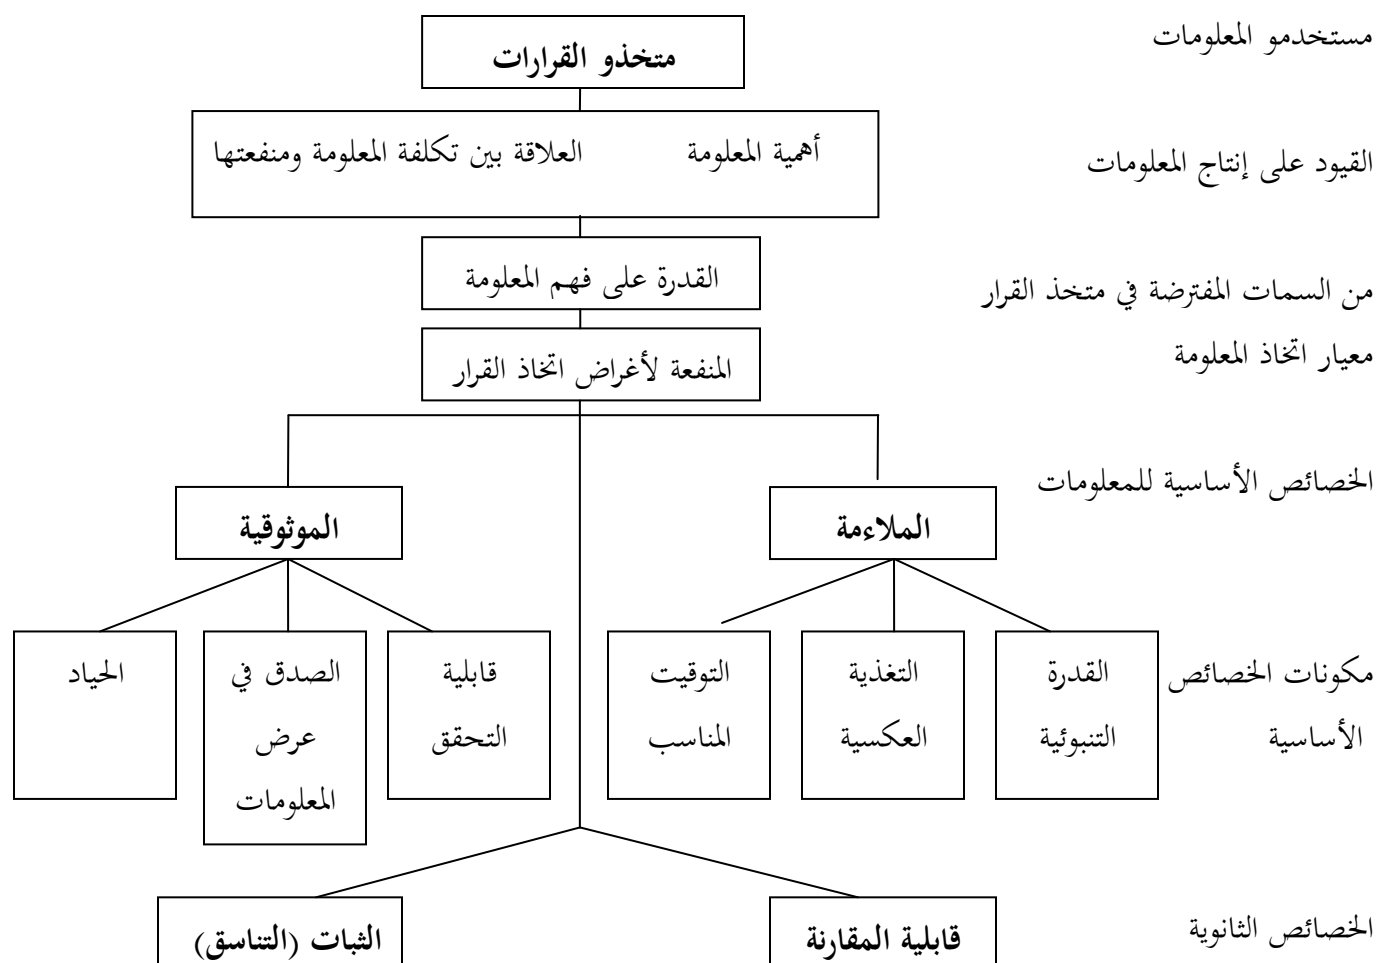 مستخدمو المعلومات
متخذو القرارات
القيود على إنتاج المعلومات
أهمية المعلومة
العلاقة بين تكلفة المعلومة ومنفعتها
من السمات المفترضة في متخذ القرار
القدرة على فهم المعلومة
معيار اتخاذ المعلومة
المنفعة لأغراض اتخاذ القرار
الخصائص الأساسية للمعلومات
الملاءمة
الموثوقية
مكونات الخصائص
الأساسية
القدرة
التنبوئية
التغذية
العكسية
التوقيت
المناسب
قابلية
التحقق
الصدق في
عرض
المعلومات
الحياد
الخصائص الثانوية
قابلية المقارنة
الثبات (التناسق)